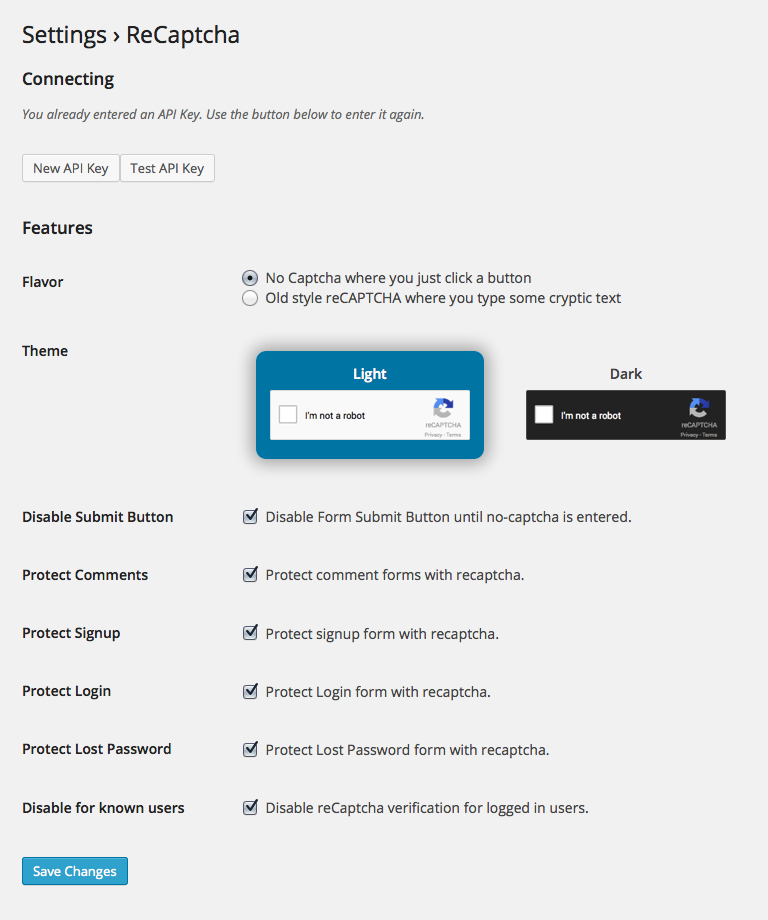 Settings › ReCaptcha
Connecting
You already entered an API Key. Use the button below to enter it again.
New API Key Test API Key
Features
Flavor
No Captcha where you just click a button
Old style reCAPTCHA where you type some cryptic text
Theme
Light
I'm not a robot
reCAPTCHA
Privacy - Terms
Dark
I'm not a robot
reCAPTCHA
Privacy - Terms
Disable Submit Button Disable Form Submit Button until no-captcha is entered.
Protect Comments Protect comment forms with recaptcha.
Protect Signup Protect signup form with recaptcha.
Protect Login Protect Login form with recaptcha.
Protect Lost Password Protect Lost Password form with recaptcha.
Disable for known users Disable reCaptcha verification for logged in users.
Save Changes